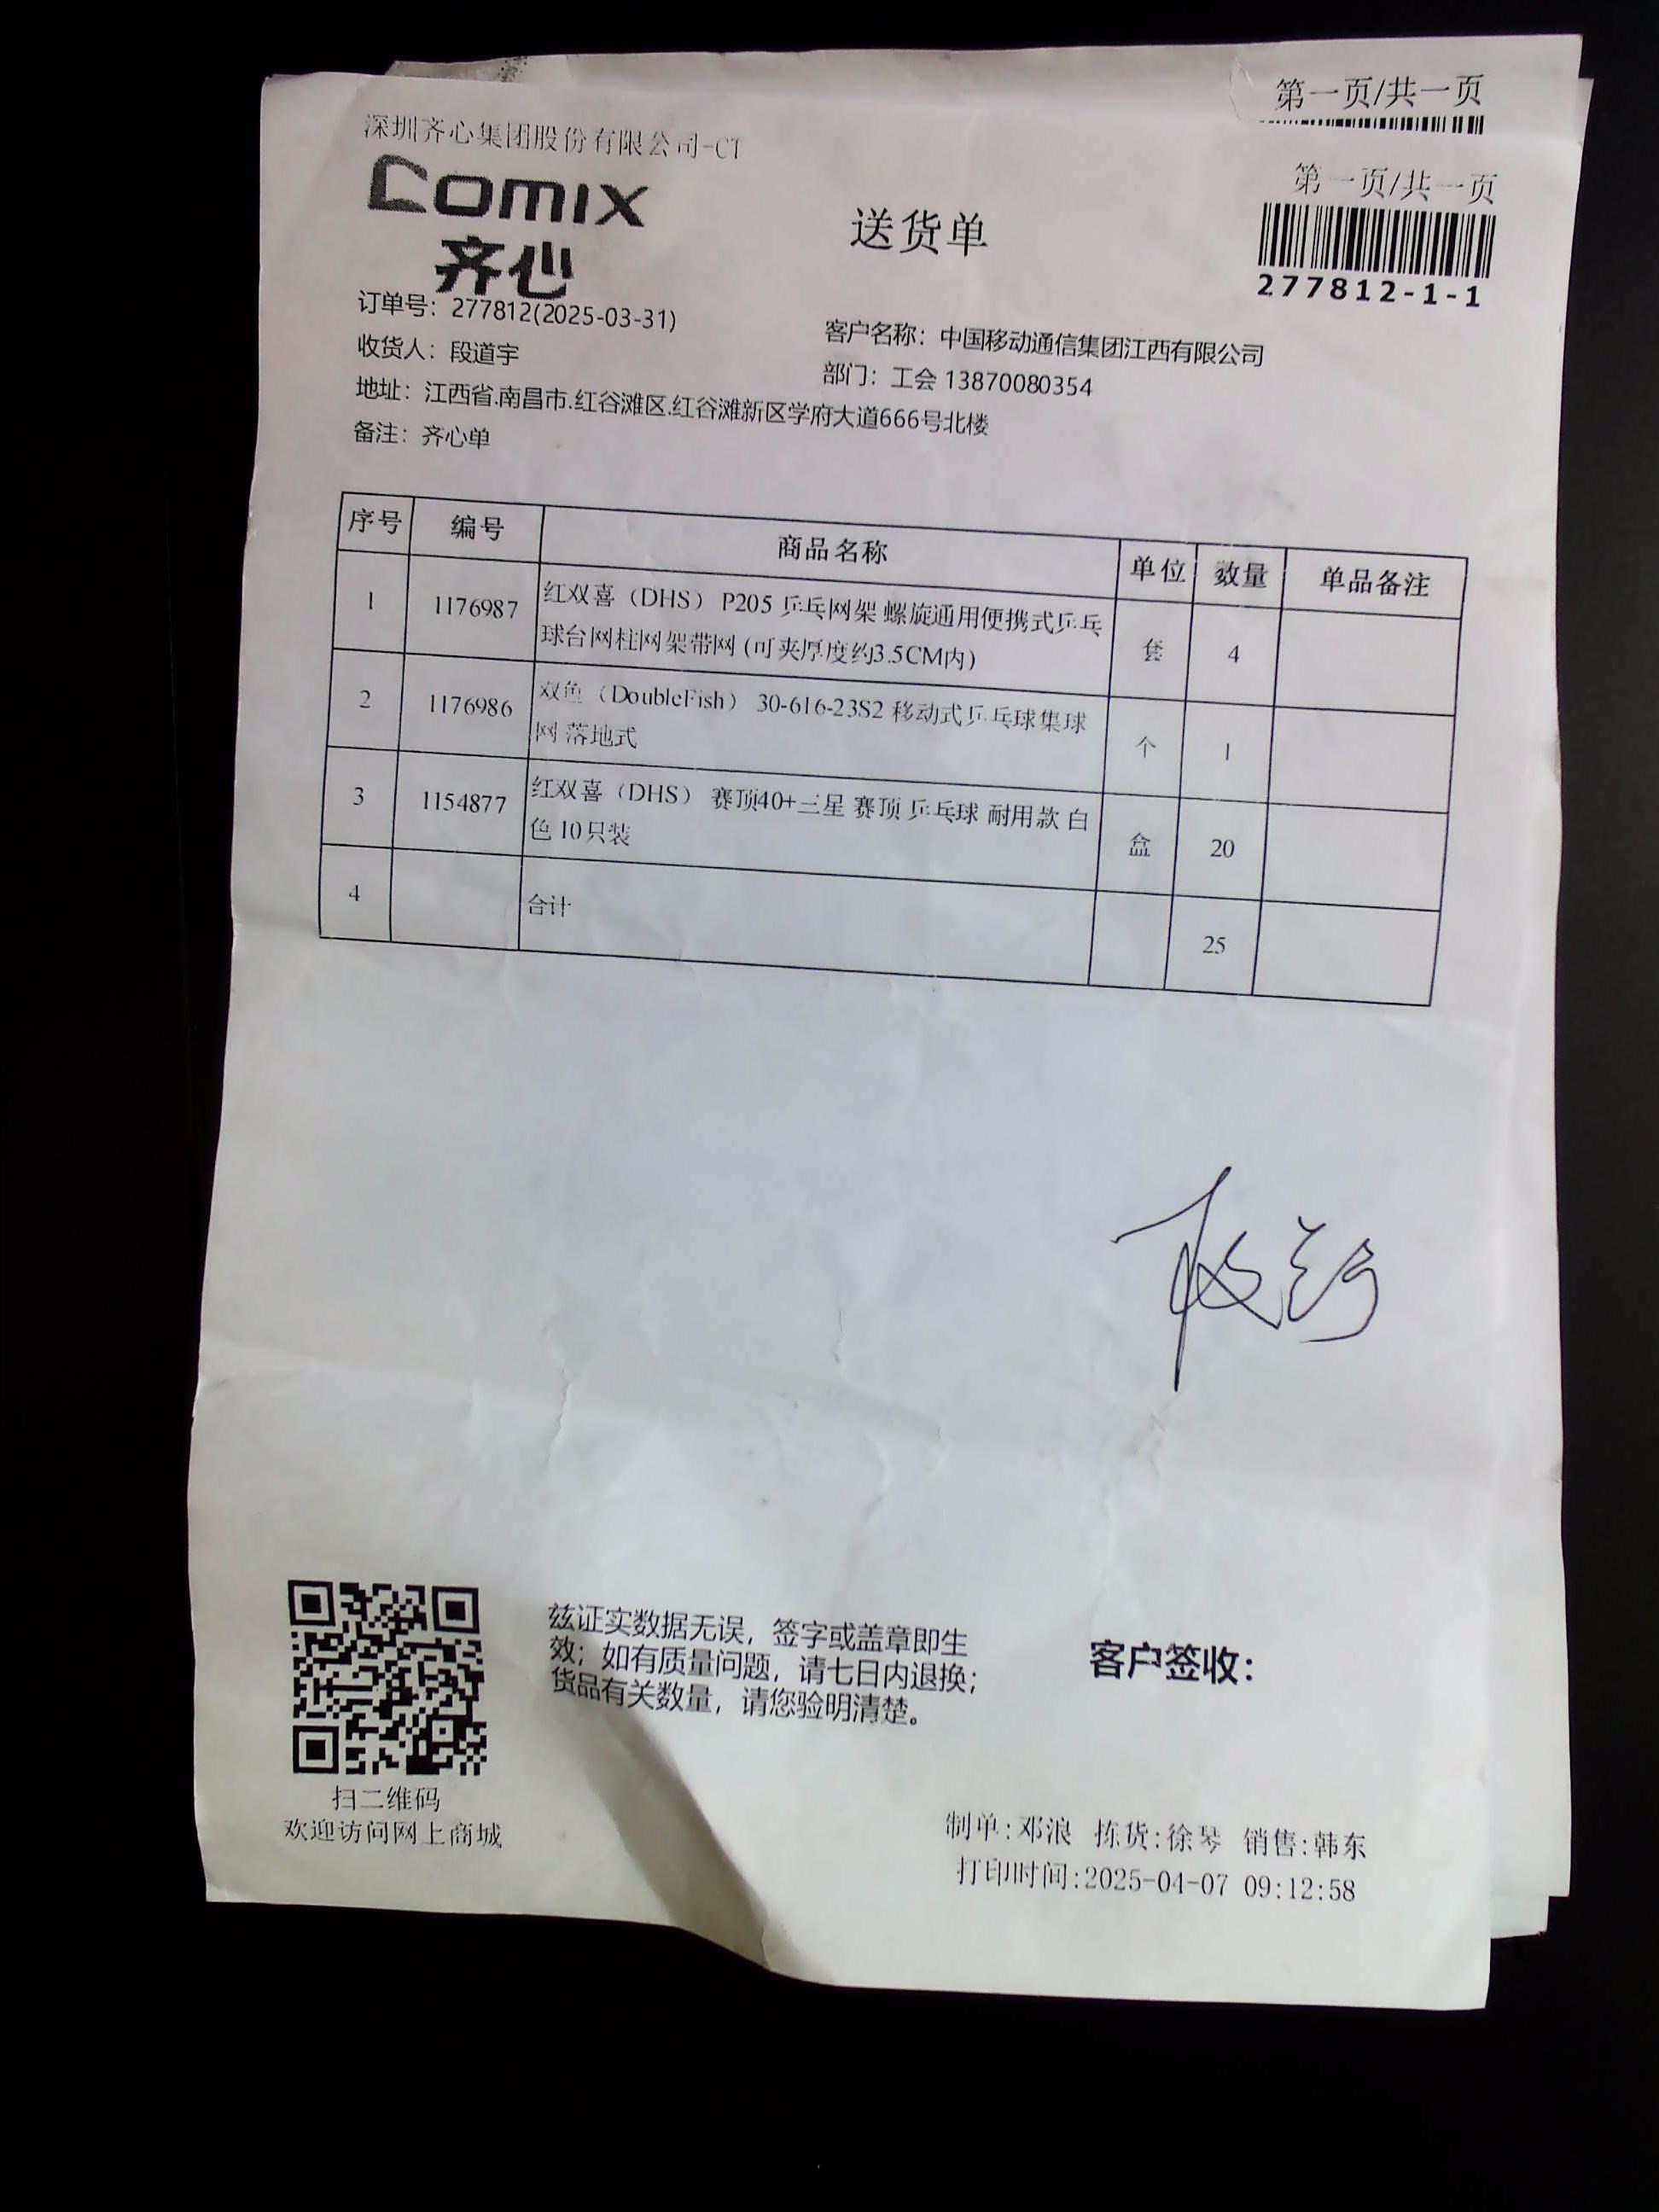 第一页/共一页
深圳齐心集团股份有限公司-CT
第一页/共一页
comix
齐心
送货单
277812-1-1
订单号：277812(2025-03-31)
客户名称：中国移动通信集团江西有限公司
收货人：段道宇
部门：工会 13870080354
地址：江西省.南昌市.红谷滩区.红谷滩新区学府大道666号北楼
备注：齐心单
序号 编号 商品名称 单位 数量 单品备注
1 1176987 红双喜（DHS） P205 乒乓网架 螺旋通用便携式乒乓
球台网柱网架带网 (可夹厚度约3.5CM内) 套 4
2 1176986 双鱼（DoubleFish） 30-616-23S2 移动式乒乓球集球
网 落地式 个 1
3 1154877 红双喜（DHS） 赛顶40+三星 赛顶 乒乓球 耐用款 白
色 10只装 盒 20
4 合计 25
兹证实数据无误，签字或盖章即生
效；如有质量问题，请七日内退换；
货品有关数量，请您验明清楚。
客户签收：
扫二维码
欢迎访问网上商城
制单:邓浪 拣货:徐琴 销售:韩东
打印时间:2025-04-07 09:12:58